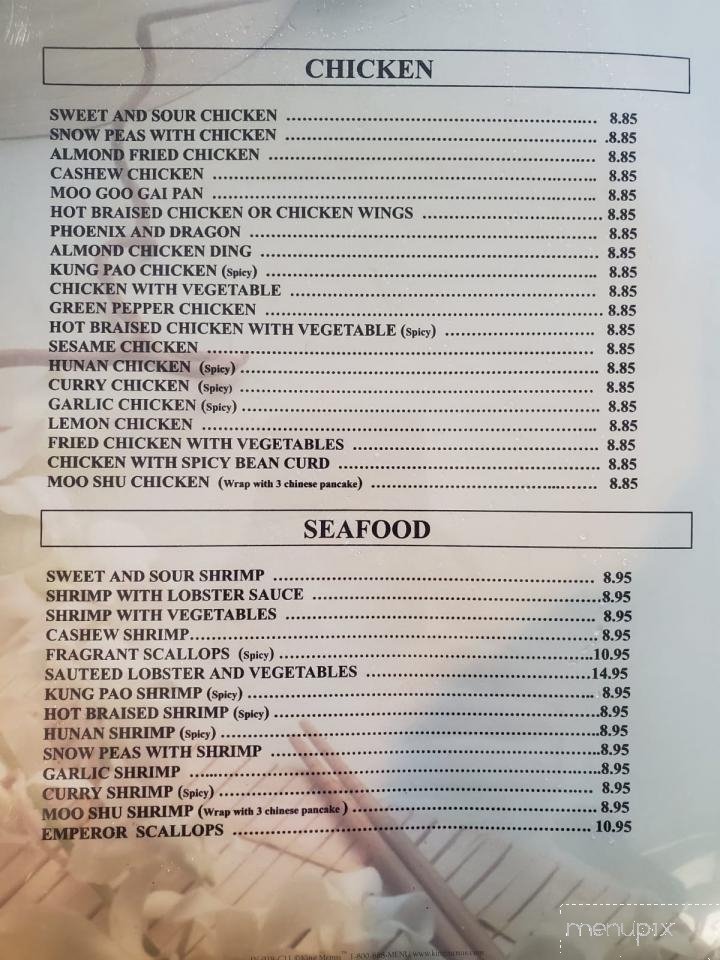 CHICKEN
SWEET AND SOUR CHICKEN ........ 8.85
SNOW PEAS WITH CHICKEN ........ .8.85
ALMOND FRIED CHICKEN ........ 8.85
CASHEW CHICKEN ........ 8.85
MOO GOO GAI PAN ........ 8.85
HOT BRAISED CHICKEN OR CHICKEN WINGS ........ 8.85
PHOENIX AND DRAGON ........ 8.85
ALMOND CHICKEN DING ........ 8.85
KUNG PAO CHICKEN (Spicy) ........ 8.85
CHICKEN WITH VEGETABLE ........ 8.85
GREEN PEPPER CHICKEN ........ 8.85
HOT BRAISED CHICKEN WITH VEGETABLE (Spicy) ........ 8.85
SESAME CHICKEN ........ 8.85
HUNAN CHICKEN (Spicy) ........ 8.85
CURRY CHICKEN (Spicy) ........ 8.85
GARLIC CHICKEN (Spicy) ........ 8.85
LEMON CHICKEN ........ 8.85
FRIED CHICKEN WITH VEGETABLES ........ 8.85
CHICKEN WITH SPICY BEAN CURD ........ 8.85
MOO SHU CHICKEN (Wrap with 3 chinese pancake) ........ 8.85
SEAFOOD
SWEET AND SOUR SHRIMP ........ 8.95
SHRIMP WITH LOBSTER SAUCE ........ 8.95
SHRIMP WITH VEGETABLES ........ 8.95
CASHEW SHRIMP ........ 8.95
FRAGRANT SCALLOPS (Spicy) ........ 10.95
SAUTEED LOBSTER AND VEGETABLES ........ 14.95
KUNG PAO SHRIMP (Spicy) ........ 8.95
HOT BRAISED SHRIMP (Spicy) ........ 8.95
HUNAN SHRIMP (Spicy) ........ 8.95
SNOW PEAS WITH SHRIMP ........ 8.95
GARLIC SHRIMP ........ 8.95
CURRY SHRIMP (Spicy) ........ 8.95
MOO SHU SHRIMP (Wrap with 3 chinese pancake ) ........ 8.95
EMPEROR SCALLOPS ........ 10.95
menupix
©King Menus™ 1-800-688-MENU www.kingmenus.com